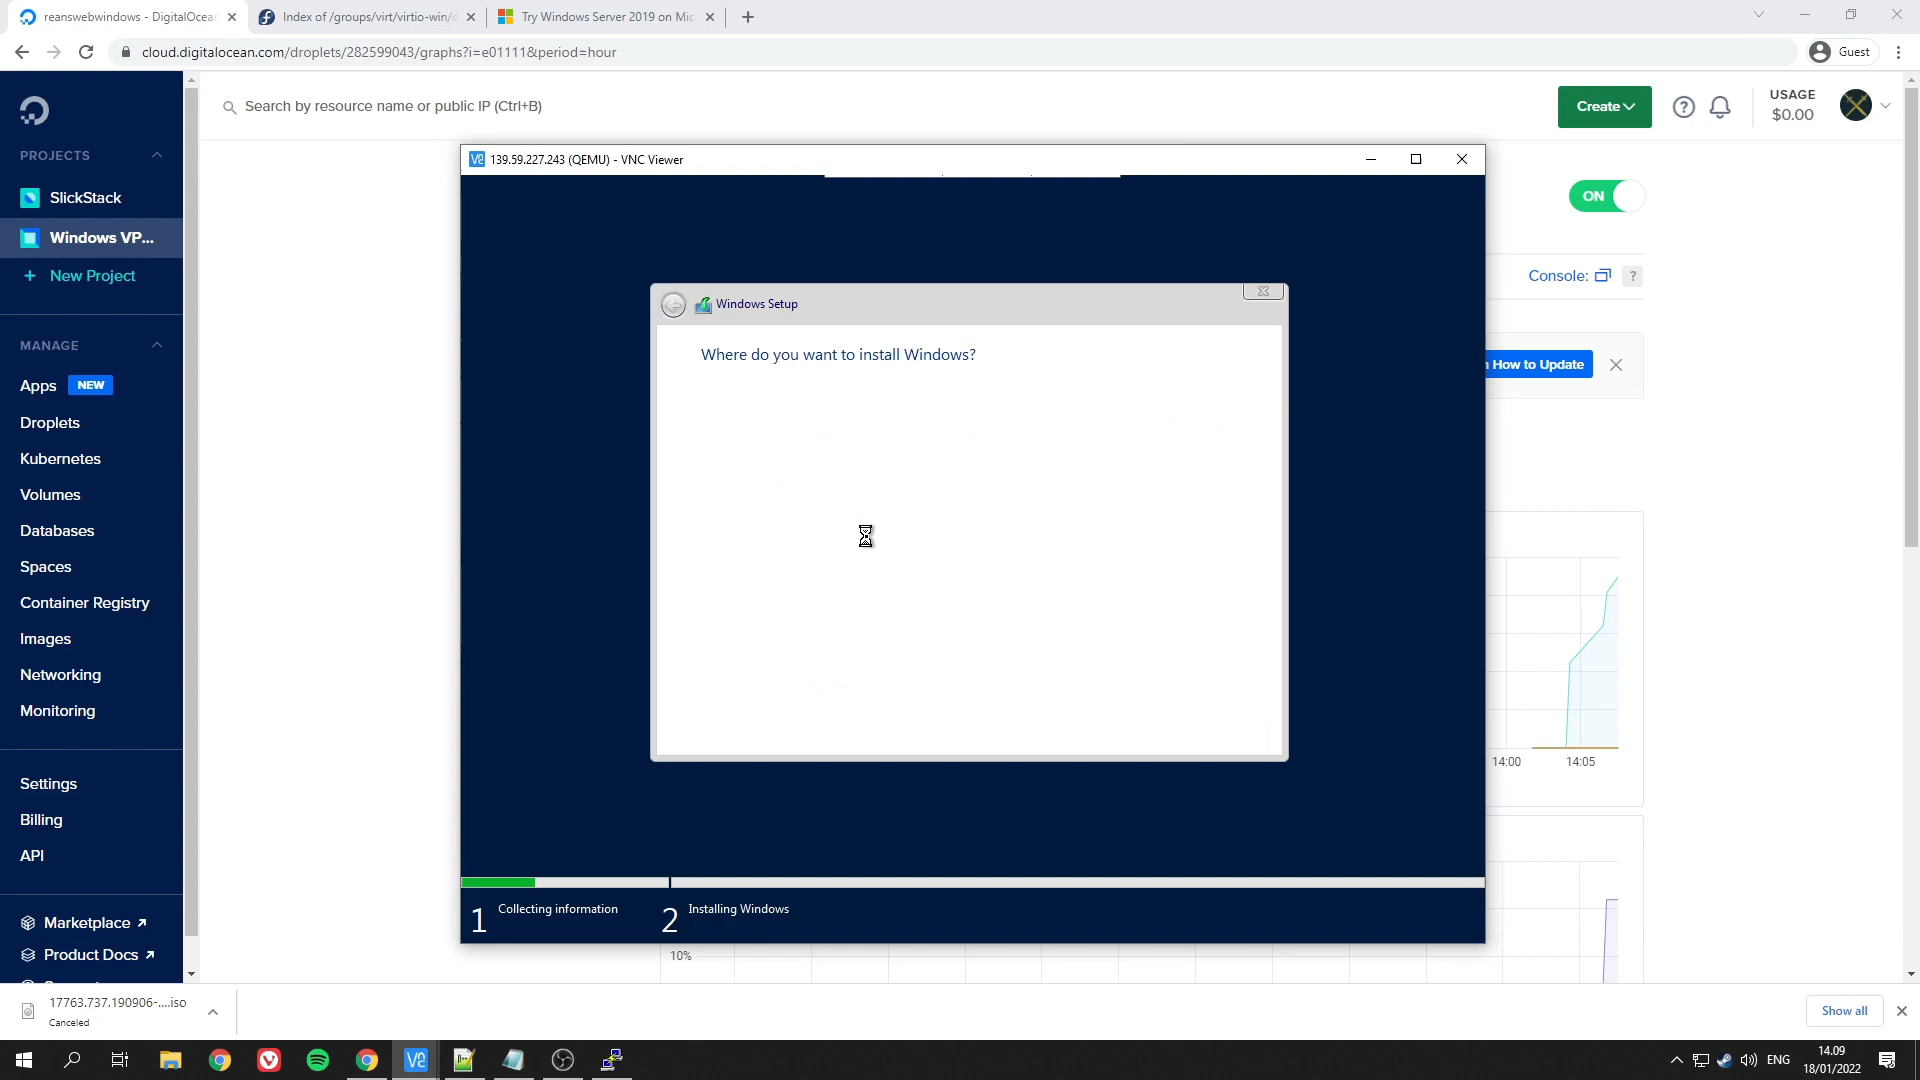 reanswebwindows - DigitalOcean
Index of /groups/virt/virtio-win/d
Try Windows Server 2019 on Mic
cloud.digitalocean.com/droplets/282599043/graphs?i=e01111&period=hour
Guest
Search by resource name or public IP (Ctrl+B)
Create
USAGE
$0.00
PROJECTS
SlickStack
Windows VP...
New Project
MANAGE
Apps NEW
Droplets
Kubernetes
Volumes
Databases
Spaces
Container Registry
Images
Networking
Monitoring
Settings
Billing
API
Marketplace
Product Docs
139.59.227.243 (QEMU) - VNC Viewer
Windows Setup
Where do you want to install Windows?
1 Collecting information
2 Installing Windows
ON
Console: ?
How to Update
14:00 14:05
10%
17763.737.190906-....iso
Canceled
Show all
ENG
14.09
18/01/2022